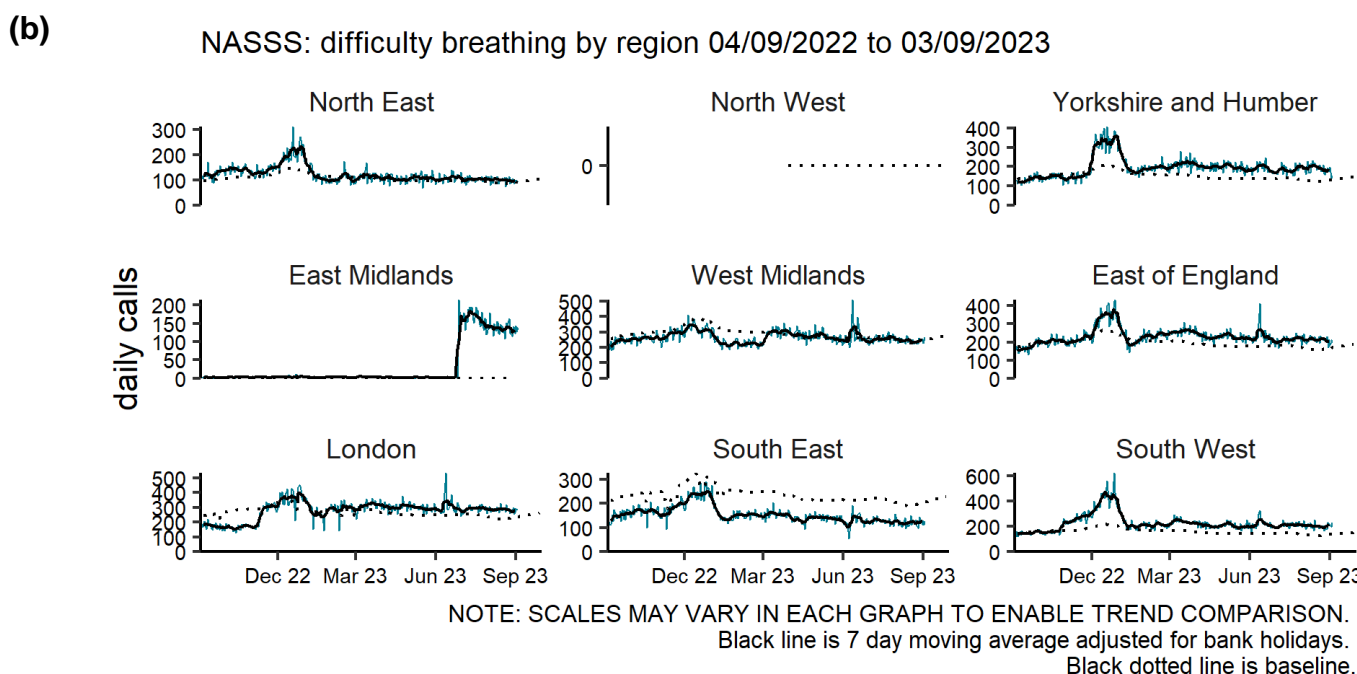 (b)
NASSS: difficulty breathing by region 04/09/2022 to 03/09/2023
North East
North West
Yorkshire and Humber
300
200
100
0
0
400
300
200
100
0
East Midlands
West Midlands
East of England
daily calls
200
150
100
50
0
500
400
300
200
100
0
400
300
200
100
0
London
South East
South West
500
400
300
200
100
0
300
200
100
0
600
400
200
0
Dec 22 Mar 23 Jun 23 Sep 23
Dec 22 Mar 23 Jun 23 Sep 23
Dec 22 Mar 23 Jun 23 Sep 23
NOTE: SCALES MAY VARY IN EACH GRAPH TO ENABLE TREND COMPARISON.
Black line is 7 day moving average adjusted for bank holidays.
Black dotted line is baseline.